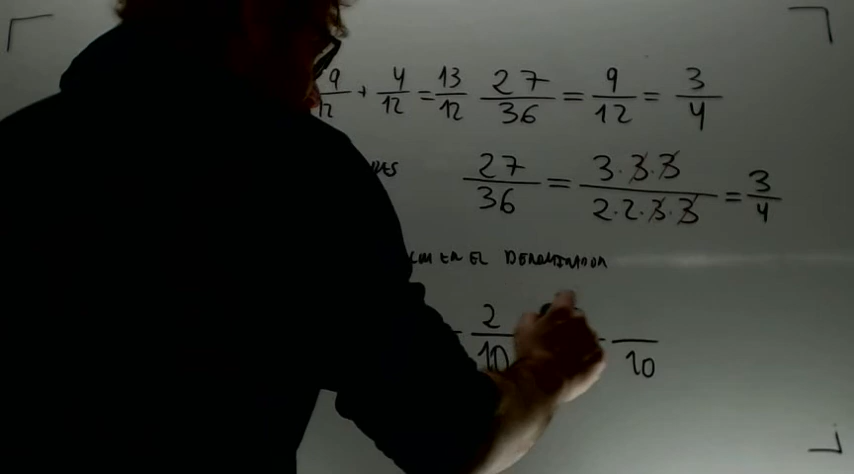 9/12 + 4/12 = 13/12 27/36 = 9/12 = 3/4
27/36 = 3·3·3/2·2·3·3 = 3/4
EN EL DENOMINADOR
2/10 /10